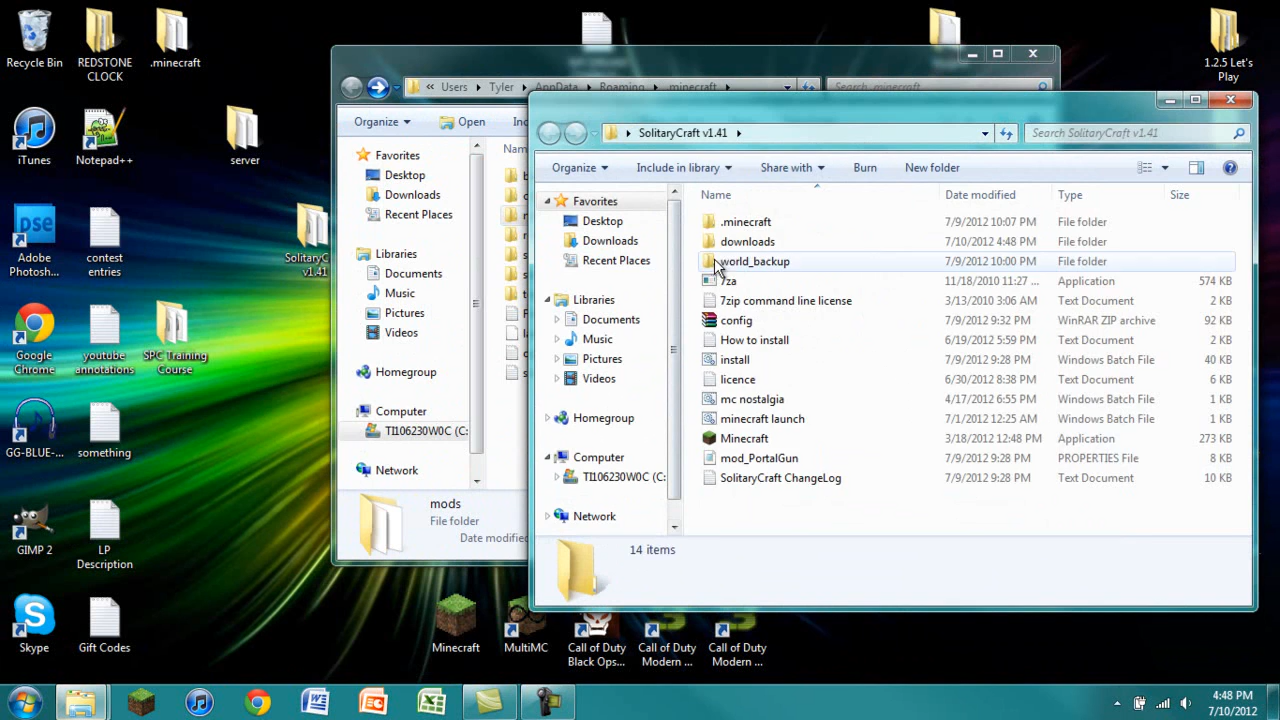 Recycle Bin
REDSTONE
CLOCK
.minecraft
1.2.5 Let's
Play
iTunes
Notepad++
server
Adobe
Photosh...
contest
entries
SolitaryC
v1.41
Google
Chrome
youtube
annotations
SPC Training
Course
GG-BLUE-...
something
GIMP 2
LP
Description
Skype
Gift Codes
Minecraft
MultiMC
Call of Duty
Black Ops...
Call of Duty
Modern ...
Call of Duty
Modern ...
« Users Tyler AppData Roaming .minecraft
Search .minecraft
Organize Open Inc
Nam
Favorites
Desktop
Downloads
Recent Places
Libraries
Documents
Music
Pictures
Videos
Homegroup
Computer
TI106230W0C (C:
Network
mods
File folder
Date modified
SolitaryCraft v1.41
Search SolitaryCraft v1.41
Organize Include in library Share with Burn New folder
Favorites
Desktop
Downloads
Recent Places
Libraries
Documents
Music
Pictures
Videos
Homegroup
Computer
TI106230W0C (C:
Network
Name Date modified Type Size
.minecraft 7/9/2012 10:07 PM File folder
downloads 7/10/2012 4:48 PM File folder
world_backup 7/9/2012 10:00 PM File folder
7za 11/18/2010 11:27 ... Application 574 KB
7zip command line license 3/13/2010 3:06 AM Text Document 2 KB
config 7/9/2012 9:32 PM WinRAR ZIP archive 92 KB
How to install 6/19/2012 5:59 PM Text Document 2 KB
install 7/9/2012 9:28 PM Windows Batch File 40 KB
licence 6/30/2012 8:38 PM Text Document 6 KB
mc nostalgia 4/17/2012 6:55 PM Windows Batch File 1 KB
minecraft launch 7/1/2012 12:25 AM Windows Batch File 1 KB
Minecraft 3/18/2012 12:48 PM Application 273 KB
mod_PortalGun 7/9/2012 9:28 PM PROPERTIES File 8 KB
SolitaryCraft ChangeLog 7/9/2012 9:28 PM Text Document 10 KB
14 items
4:48 PM
7/10/2012